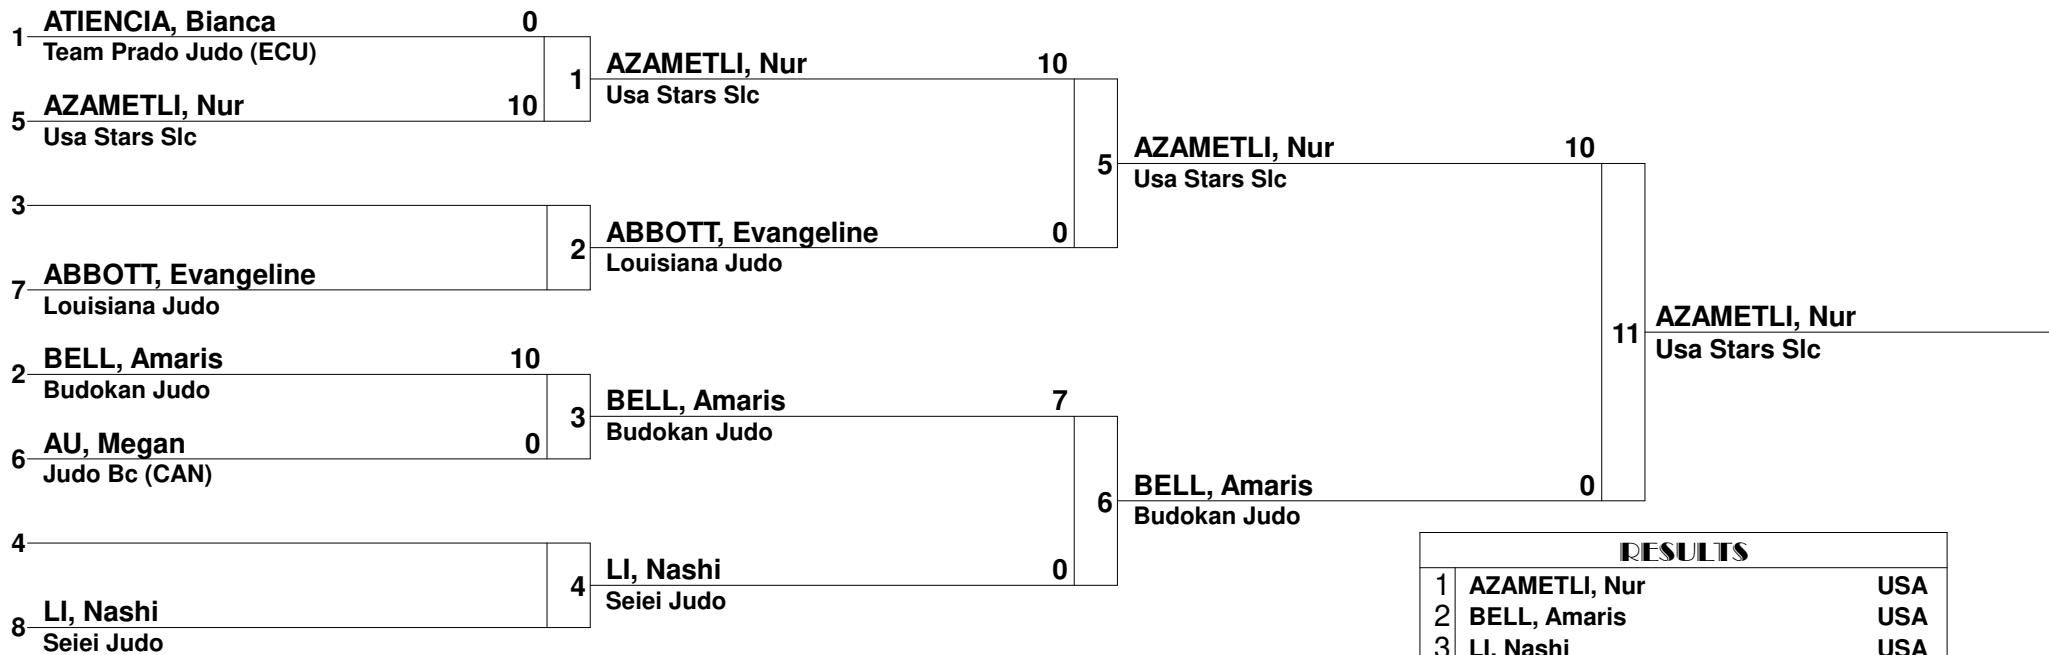 1 ATIENCIA, Bianca 0
Team Prado Judo (ECU)
5 AZAMETLI, Nur 10
Usa Stars Slc
3
7 ABBOTT, Evangeline
Louisiana Judo
2 BELL, Amaris 10
Budokan Judo
6 AU, Megan 0
Judo Bc (CAN)
4
8 LI, Nashi
Seiei Judo
1 AZAMETLI, Nur 10
Usa Stars Slc
2 ABBOTT, Evangeline 0
Louisiana Judo
3 BELL, Amaris 7
Budokan Judo
4 LI, Nashi 0
Seiei Judo
5 AZAMETLI, Nur 10
Usa Stars Slc
6 BELL, Amaris 0
Budokan Judo
11 AZAMETLI, Nur
Usa Stars Slc
RESULTS
1 AZAMETLI, Nur USA
2 BELL, Amaris USA
3 LI, Nashi USA